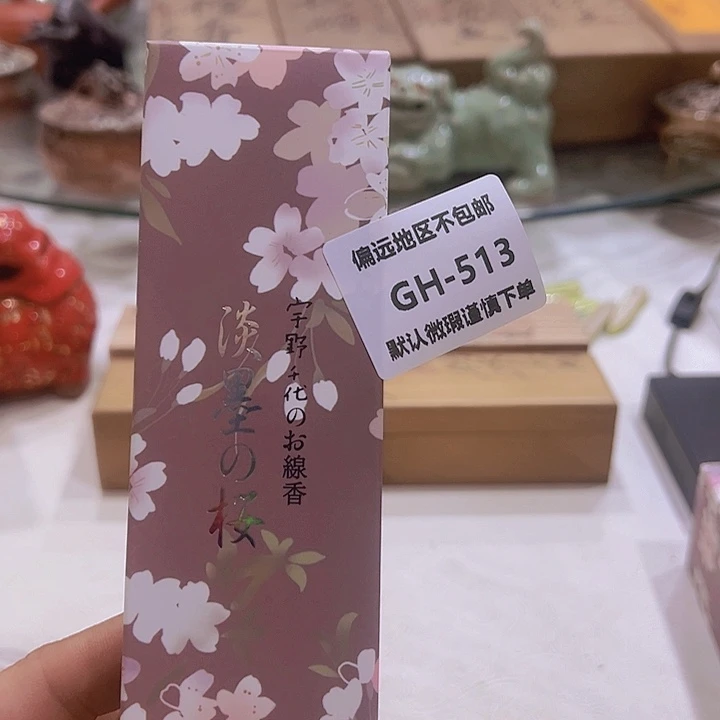 偏远地区不包邮
GH-513
默认微瑕谨慎下单
宇野千代のお線香
淡墨の桜